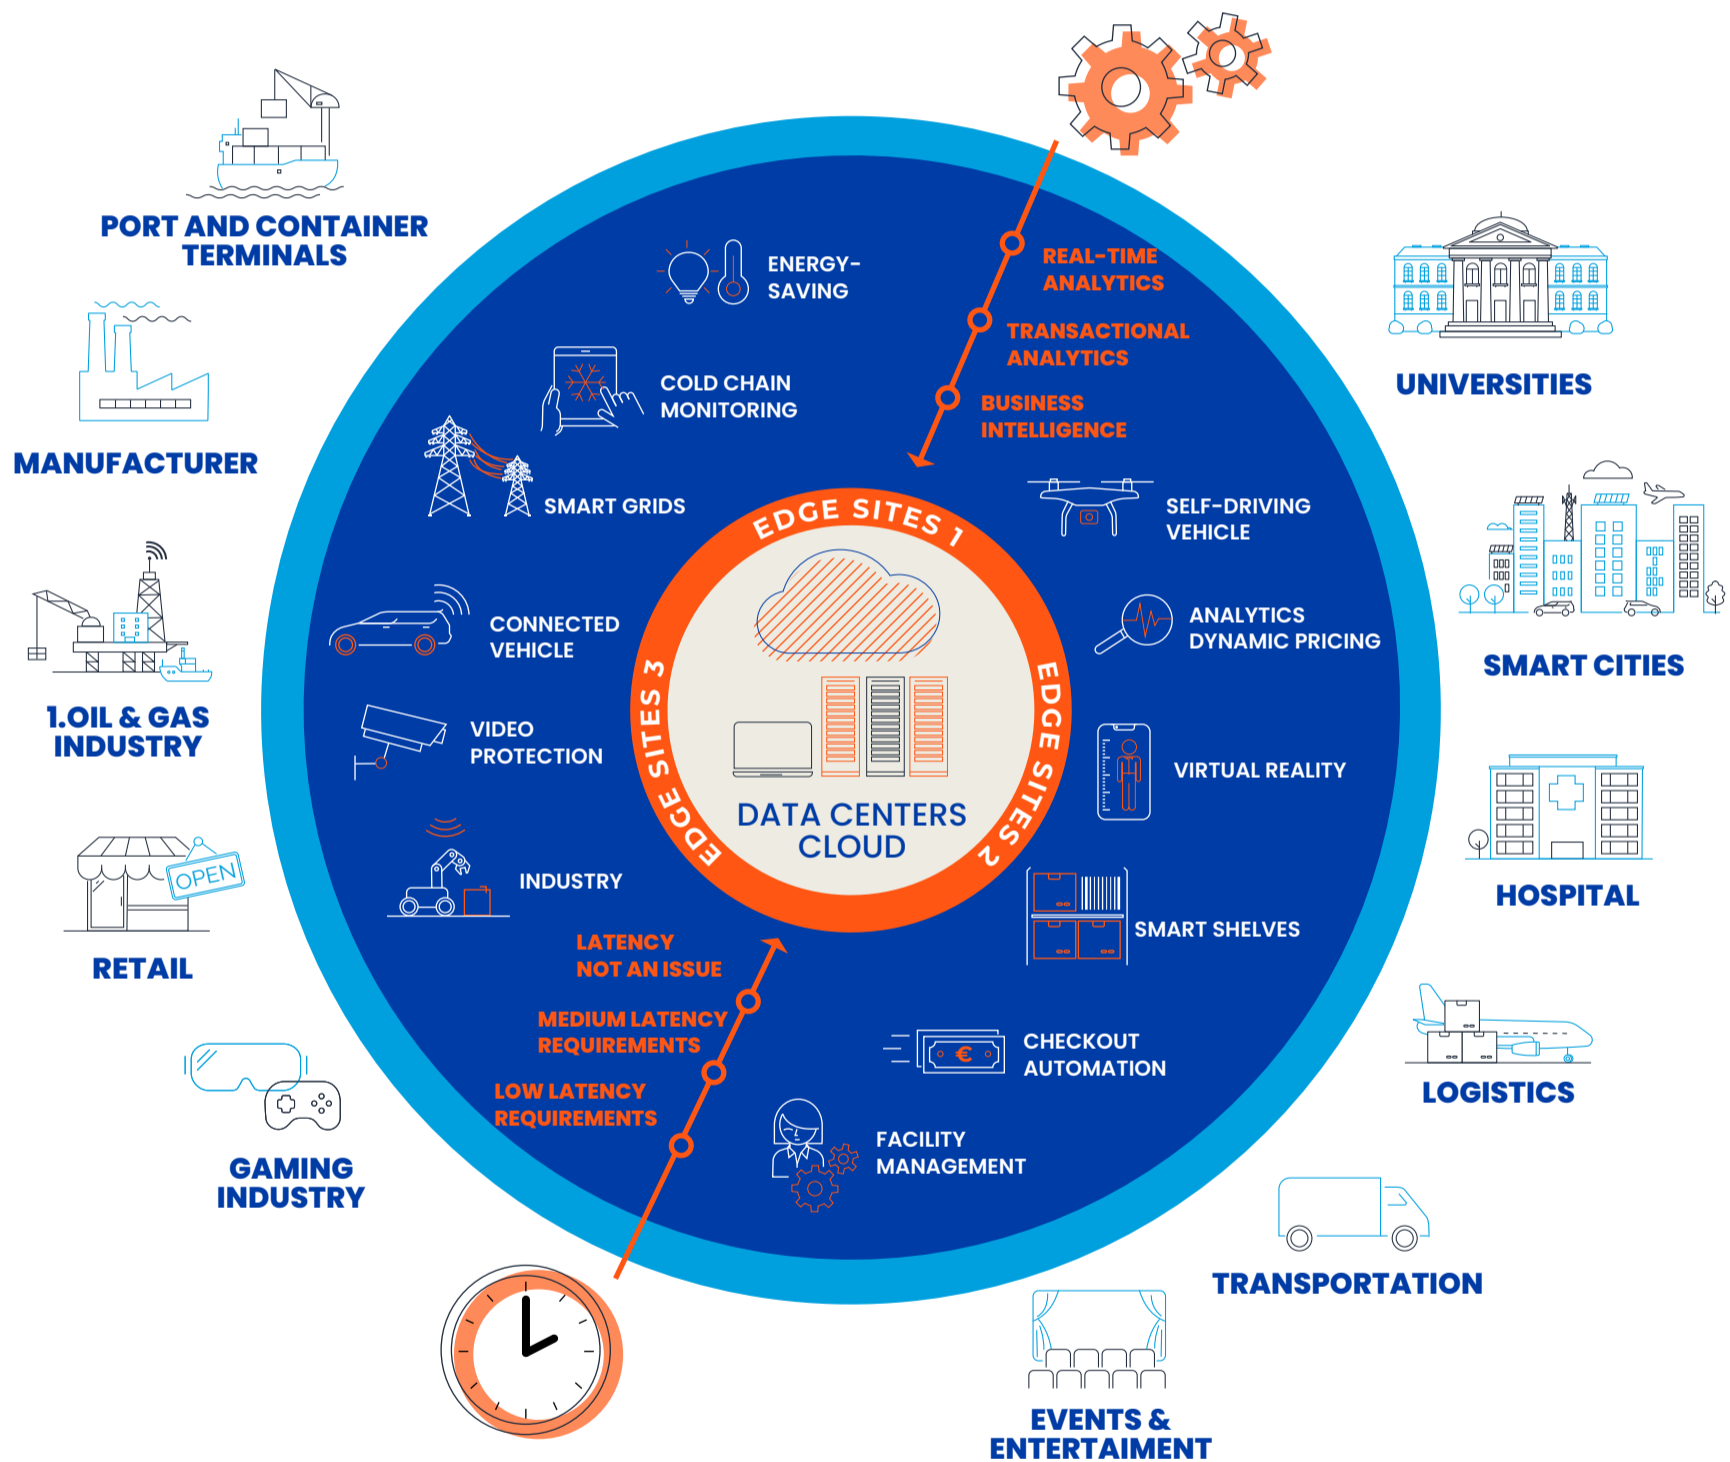 PORT AND CONTAINER
TERMINALS
MANUFACTURER
1.OIL & GAS
INDUSTRY
RETAIL
OPEN
GAMING
INDUSTRY
ENERGY-
SAVING
COLD CHAIN
MONITORING
SMART GRIDS
CONNECTED
VEHICLE
VIDEO
PROTECTION
INDUSTRY
LATENCY
NOT AN ISSUE
MEDIUM LATENCY
REQUIREMENTS
LOW LATENCY
REQUIREMENTS
REAL-TIME
ANALYTICS
TRANSACTIONAL
ANALYTICS
BUSINESS
INTELLIGENCE
EDGE SITES 1
EDGE SITES 2
EDGE SITES 3
DATA CENTERS
CLOUD
SELF-DRIVING
VEHICLE
ANALYTICS
DYNAMIC PRICING
VIRTUAL REALITY
SMART SHELVES
€
CHECKOUT
AUTOMATION
FACILITY
MANAGEMENT
UNIVERSITIES
SMART CITIES
HOSPITAL
LOGISTICS
TRANSPORTATION
EVENTS &
ENTERTAIMENT